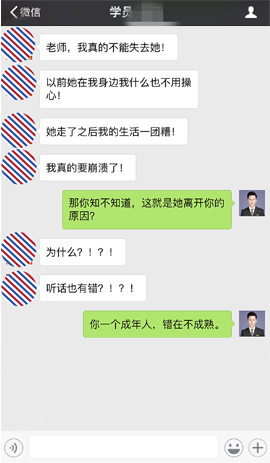 微信
学员
老师，我真的不能失去她！
以前她在我身边我什么也不用操
心！
她走了之后我的生活一团糟！
我真的要崩溃了！
那你知不知道，这就是她离开你的
原因？
为什么？！？！
听话也有错？！？！
你一个成年人，错在不成熟。